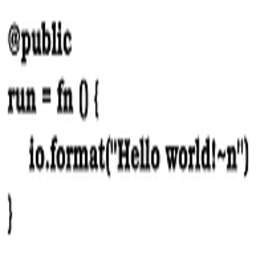 @public
run = fn () {
    io.format("Hello world!~n")
}